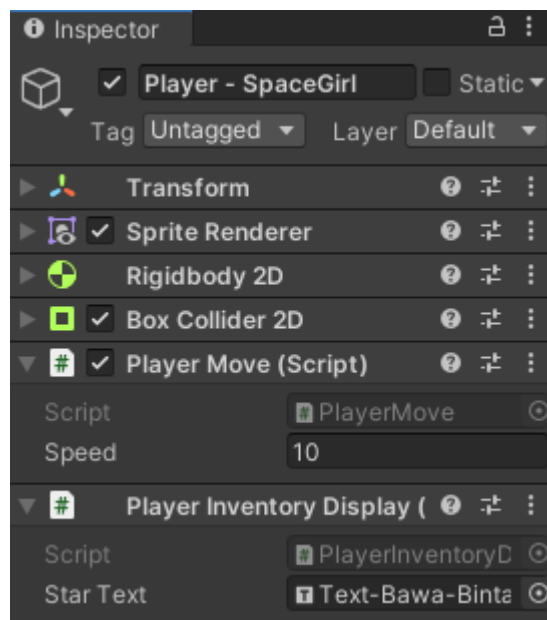 Inspector
Player - SpaceGirl Static
Tag Untagged Layer Default
Transform
Sprite Renderer
Rigidbody 2D
Box Collider 2D
# Player Move (Script)
Script # PlayerMove
Speed 10
# Player Inventory Display (
Script # PlayerInventoryD
Star Text T Text-Bawa-Binta